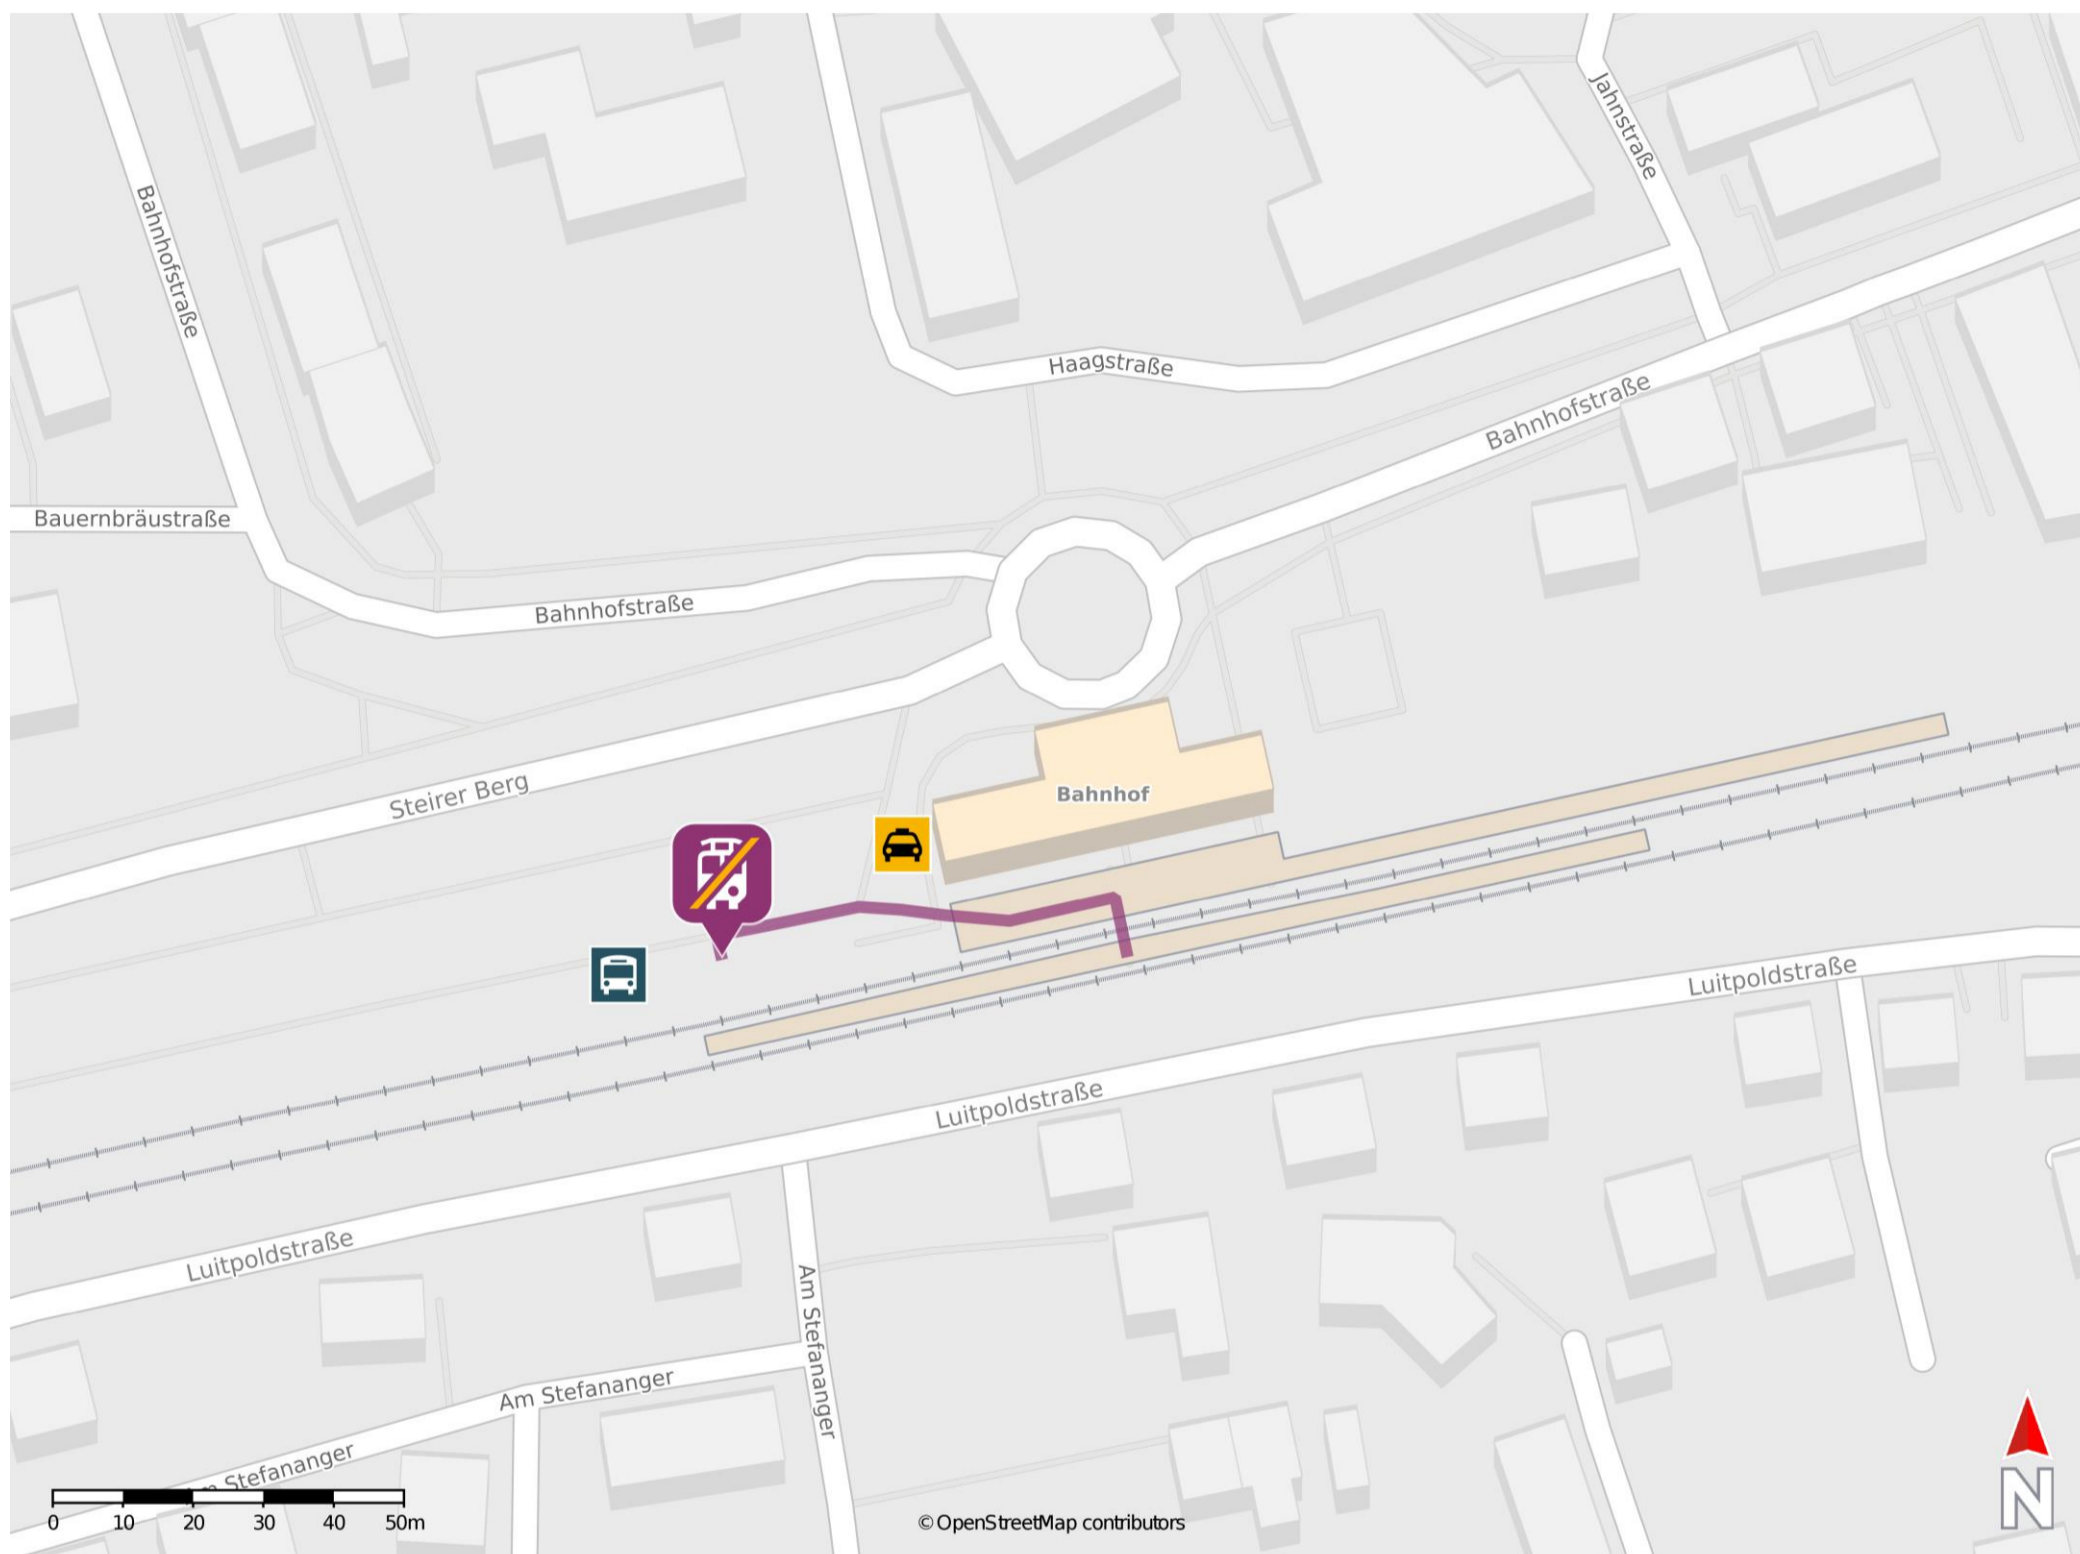 Jahnstraße
Bahnhofstraße
Haagstraße
Bahnhofstraße
Bauernbräustraße
Bahnhofstraße
Steirer Berg
Bahnhof
Luitpoldstraße
Luitpoldstraße
Luitpoldstraße
Am Stefananger
Am Stefananger
Stefananger
0 10 20 30 40 50m
© OpenStreetMap contributors
N